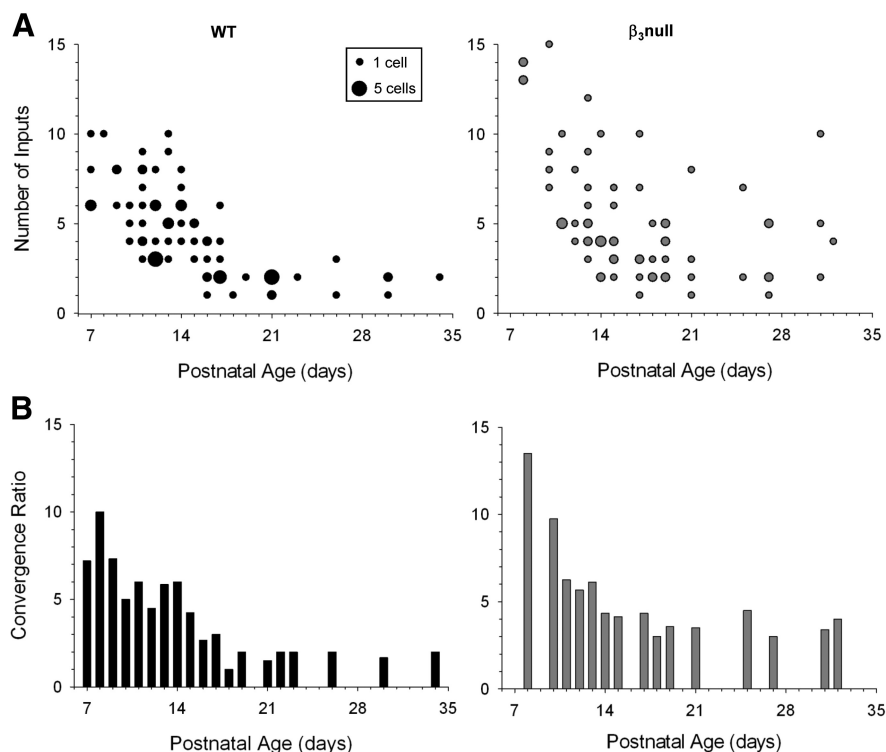 A
WT
β3null
15
10
5
0
Number of Inputs
1 cell
5 cells
7 14 21 28 35
Postnatal Age (days)
15
10
5
0
7 14 21 28 35
Postnatal Age (days)
B
15
10
5
0
Convergence Ratio
7 14 21 28 35
Postnatal Age (days)
15
10
5
0
7 14 21 28 35
Postnatal Age (days)